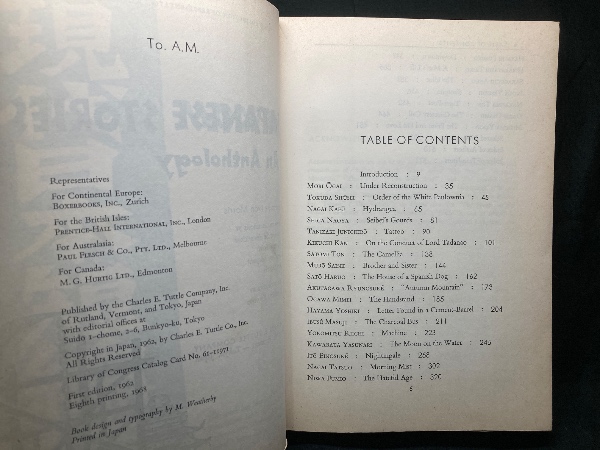 To A.M.
Representatives
For Continental Europe:
BOXERBOOKS, INC., Zurich
For the British Isles:
PRENTICE-HALL INTERNATIONAL, INC., London
For Australasia:
PAUL FLESCH & CO., PTY. LTD., Melbourne
For Canada:
M. G. HURTIG LTD., Edmonton
Published by the Charles E. Tuttle Company, Inc.
of Rutland, Vermont, and Tokyo, Japan
with editorial offices at
Suido 1-chome, 2-6, Bunkyo-ku, Tokyo
Copyright in Japan, 1962, by Charles E. Tuttle Co., Inc.
All Rights Reserved
Library of Congress Catalog Card No. 61-11971
First edition, 1962
Eighth printing, 1968
Book design and typography by M. Weatherby
Printed in Japan
TABLE OF CONTENTS
Introduction : 9
MORI ŌGAI : Under Reconstruction : 35
TOKUDA SHŪSEI : Order of the White Paulownia : 45
NAGAI KAFŪ : Hydrangea : 65
SHIGA NAOYA : Seibei's Gourds : 81
TANIZAKI JUNICHIRŌ : Tattoo : 90
KIKUCHI KAN : On the Conduct of Lord Tadanao : 101
SATOMI TON : The Camellia : 138
MURŌ SAISEI : Brother and Sister : 144
SATŌ HARUO : The House of a Spanish Dog : 162
AKUTAGAWA RYUNOSUKE : "Autumn Mountain" : 173
OGAWA MIMEI : The Handstand : 185
HAYAMA YOSHIKI : Letter Found in a Cement-Barrel : 204
IBUSE MASUJI : The Charcoal Bus : 211
YOKOMITSU RIICHI : Machine : 223
KAWABATA YASUNARI : The Moon on the Water : 245
ITŌ EINOSUKE : Nightingale : 258
NAGAI TATSUO : Morning Mist : 302
NIWA FUMIO : The Hateful Age : 320